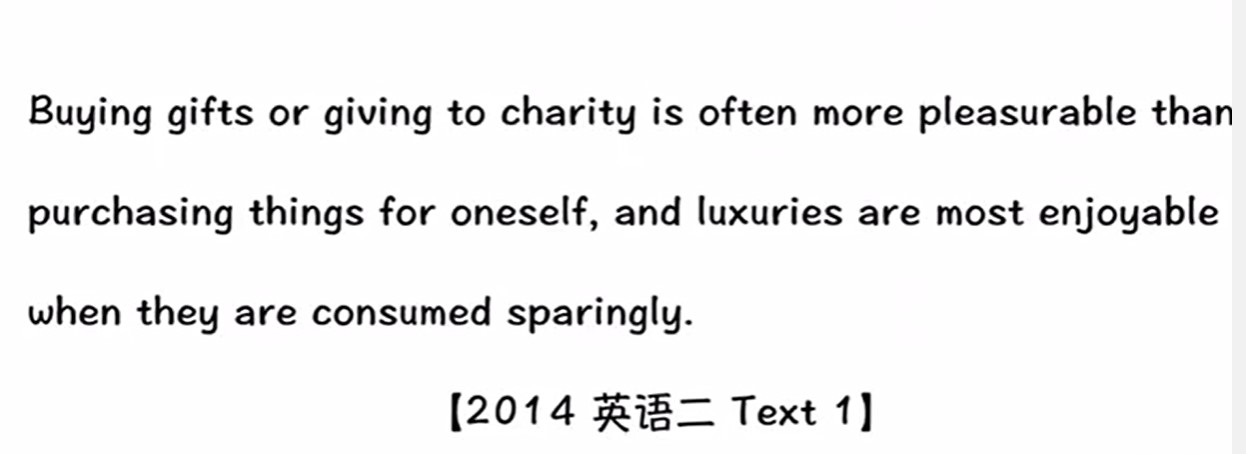 Buying gifts or giving to charity is often more pleasurable than
purchasing things for oneself, and luxuries are most enjoyable
when they are consumed sparingly.
【2014 英语二 Text 1】